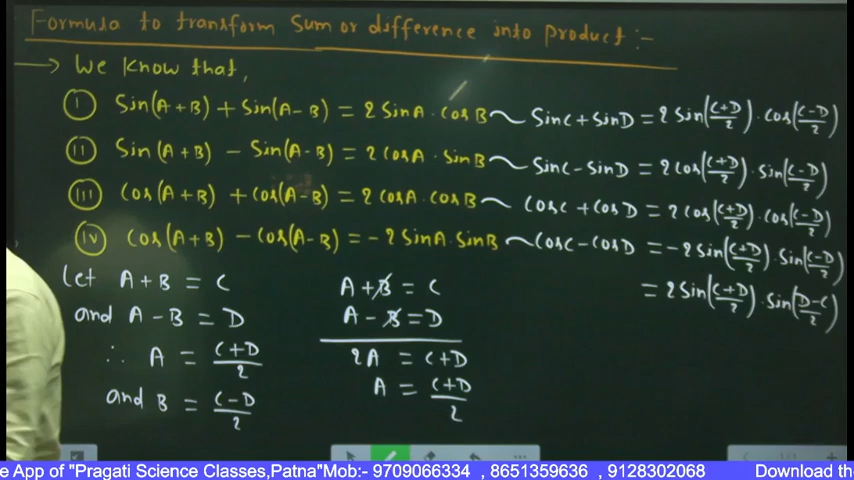 Formula to transform Sum or difference into product :-
→ We know that,
(i) Sin(A+B) + Sin(A-B) = 2 SinA . cosB ~ Sinc + sinD = 2 Sin((C+D)/2) . cos((C-D)/2)
(ii) Sin(A+B) - Sin(A-B) = 2 cosA . sinB ~ Sinc - sinD = 2 cos((C+D)/2) . sin((C-D)/2)
(iii) cos(A+B) + cos(A-B) = 2 cosA . cosB ~ cosc + cosD = 2 cos((C+D)/2) . cos((C-D)/2)
(iv) cos(A+B) - cos(A-B) = -2 sinA . sinB ~ cosc - cosD = -2 sin((C+D)/2) . Sin((C-D)/2)
= 2 Sin((C+D)/2) . Sin((D-C)/2)
Let A + B = C
and A - B = D
∴ A = (C+D)/2
and B = (C-D)/2
A + B = C
A - B = D
2A = C+D
A = (C+D)/2
e App of "Pragati Science Classes,Patna"Mob:- 9709066334 , 8651359636 , 9128302068 Download the